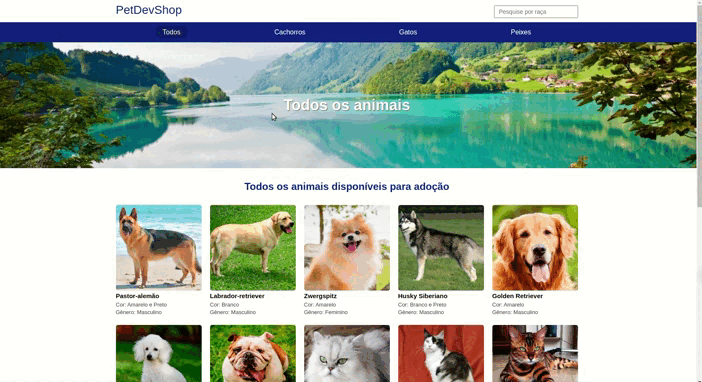 PetDevShop
Pesquise por raça
Todos Cachorros Gatos Peixes
Todos os animais
Todos os animais disponíveis para adoção
Pastor-alemão Labrador-retriever Zwergspitz Husky Siberiano Golden Retriever
Cor: Amarelo e Preto Cor: Branco Cor: Amarelo Cor: Branco e Preto Cor: Amarelo
Gênero: Masculino Gênero: Masculino Gênero: Feminino Gênero: Masculino Gênero: Masculino